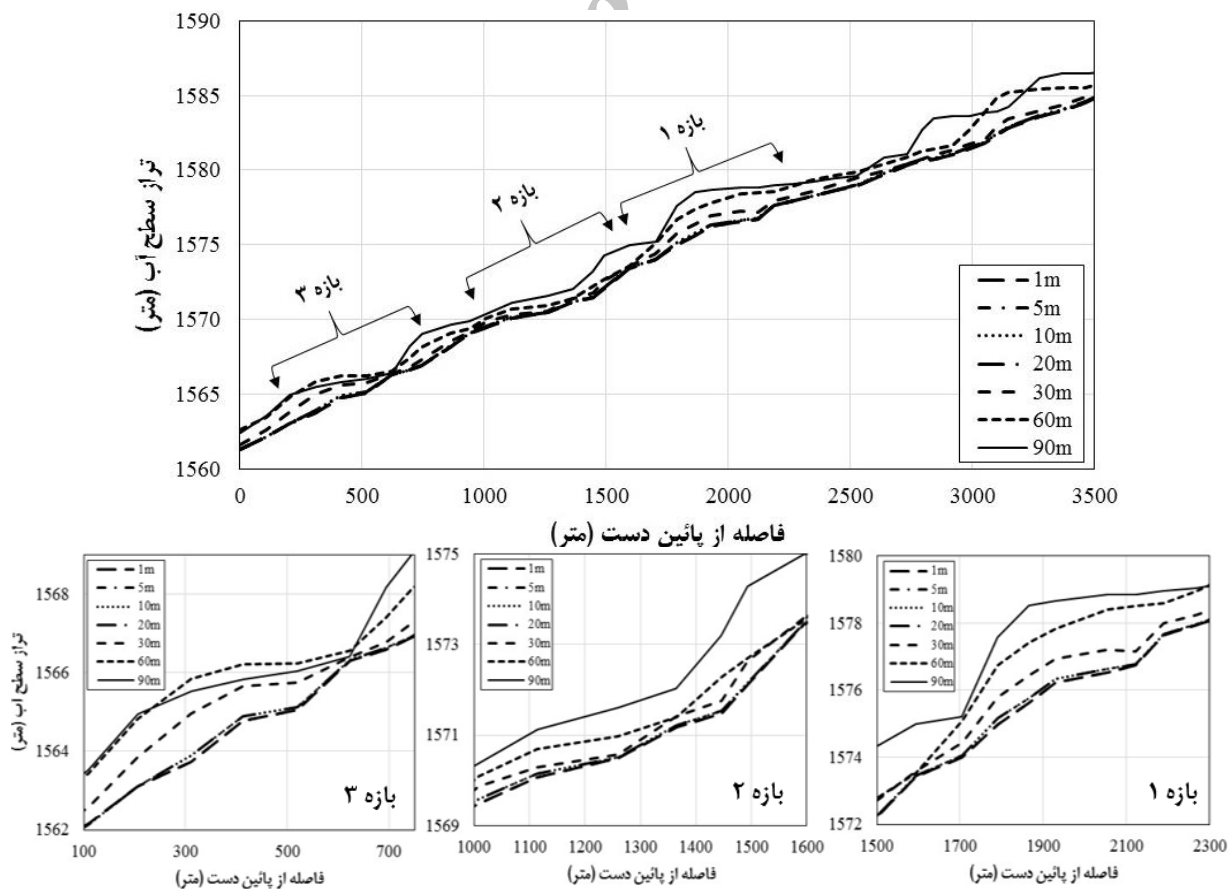 1590
1585
1580
1575
1570
1565
1560
تراز سطح آب (متر)
بازه ۱
بازه ۲
بازه ۳
1m
5m
10m
20m
30m
60m
90m
0 500 1000 1500 2000 2500 3000 3500
فاصله از پائین دست (متر)
1568
1566
1564
1562
تراز سطح آب (متر)
1m
5m
10m
20m
30m
60m
90m
بازه ۳
100 300 500 700
فاصله از پائین دست (متر)
1575
1573
1571
1569
1m
5m
10m
20m
30m
60m
90m
بازه ۲
1000 1100 1200 1300 1400 1500 1600
فاصله از پائین دست (متر)
1580
1578
1576
1574
1572
1m
5m
10m
20m
30m
60m
90m
بازه ۱
1500 1700 1900 2100 2300
فاصله از پائین دست (متر)